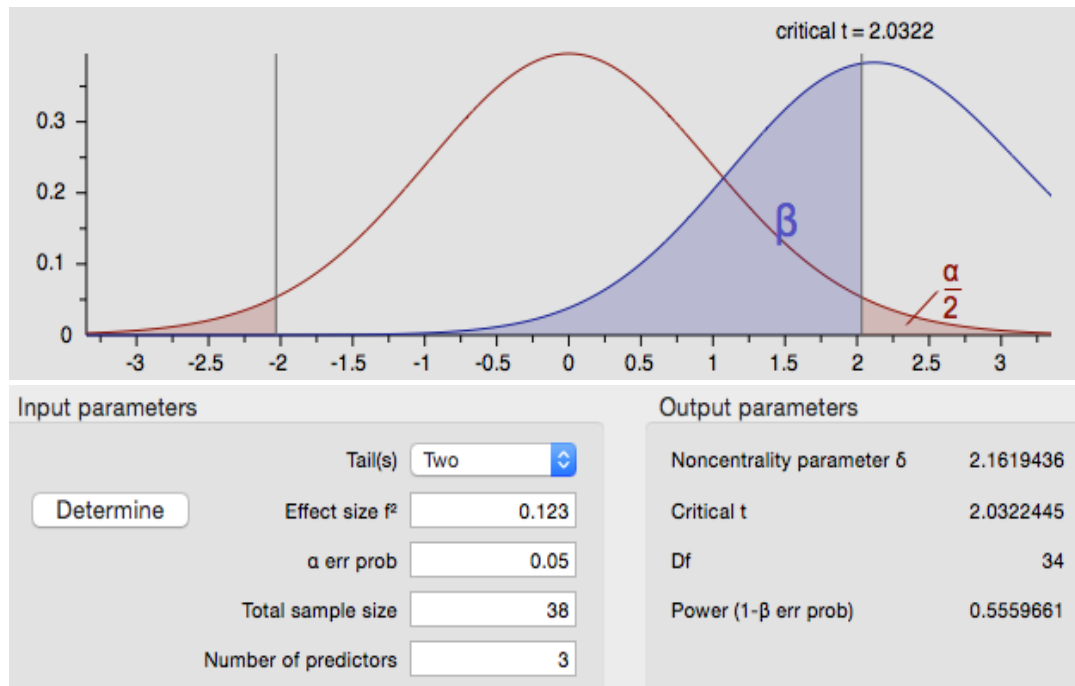 critical t = 2.0322
0.3
0.2
0.1
0
β
α
2
-3 -2.5 -2 -1.5 -1 -0.5 0 0.5 1 1.5 2 2.5 3
Input parameters
Tail(s) Two
Determine Effect size f² 0.123
α err prob 0.05
Total sample size 38
Number of predictors 3
Output parameters
Noncentrality parameter δ 2.1619436
Critical t 2.0322445
Df 34
Power (1-β err prob) 0.5559661